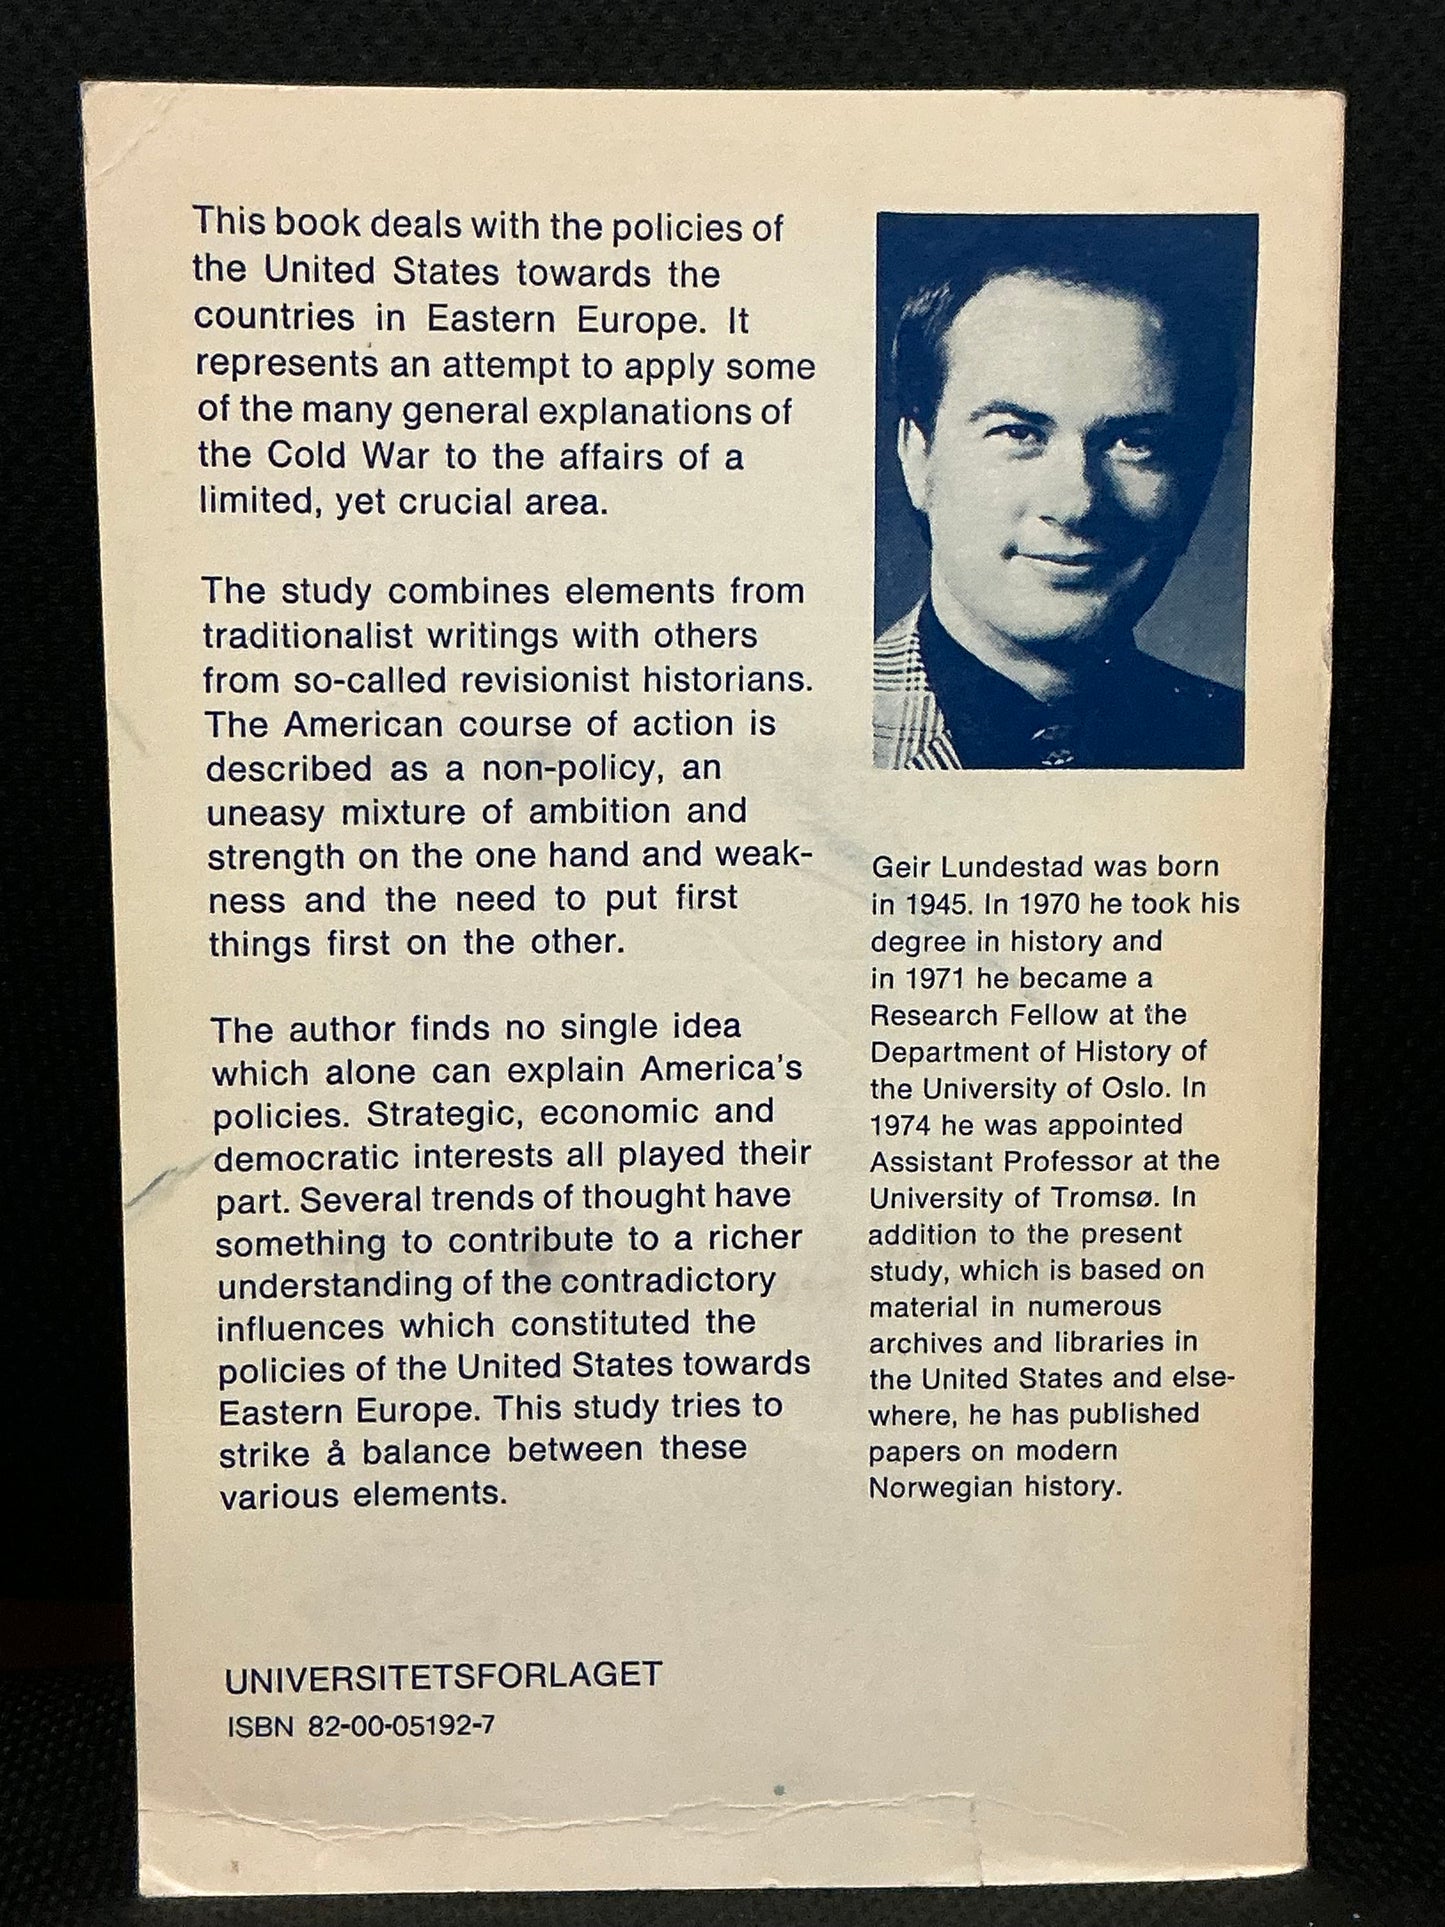 This book deals with the policies of
the United States towards the
countries in Eastern Europe. It
represents an attempt to apply some
of the many general explanations of
the Cold War to the affairs of a
limited, yet crucial area.
The study combines elements from
traditionalist writings with others
from so-called revisionist historians.
The American course of action is
described as a non-policy, an
uneasy mixture of ambition and
strength on the one hand and weak-
ness and the need to put first
things first on the other.
The author finds no single idea
which alone can explain America's
policies. Strategic, economic and
democratic interests all played their
part. Several trends of thought have
something to contribute to a richer
understanding of the contradictory
influences which constituted the
policies of the United States towards
Eastern Europe. This study tries to
strike å balance between these
various elements.
Geir Lundestad was born
in 1945. In 1970 he took his
degree in history and
in 1971 he became a
Research Fellow at the
Department of History of
the University of Oslo. In
1974 he was appointed
Assistant Professor at the
University of Tromsø. In
addition to the present
study, which is based on
material in numerous
archives and libraries in
the United States and else-
where, he has published
papers on modern
Norwegian history.
UNIVERSITETSFORLAGET
ISBN 82-00-05192-7